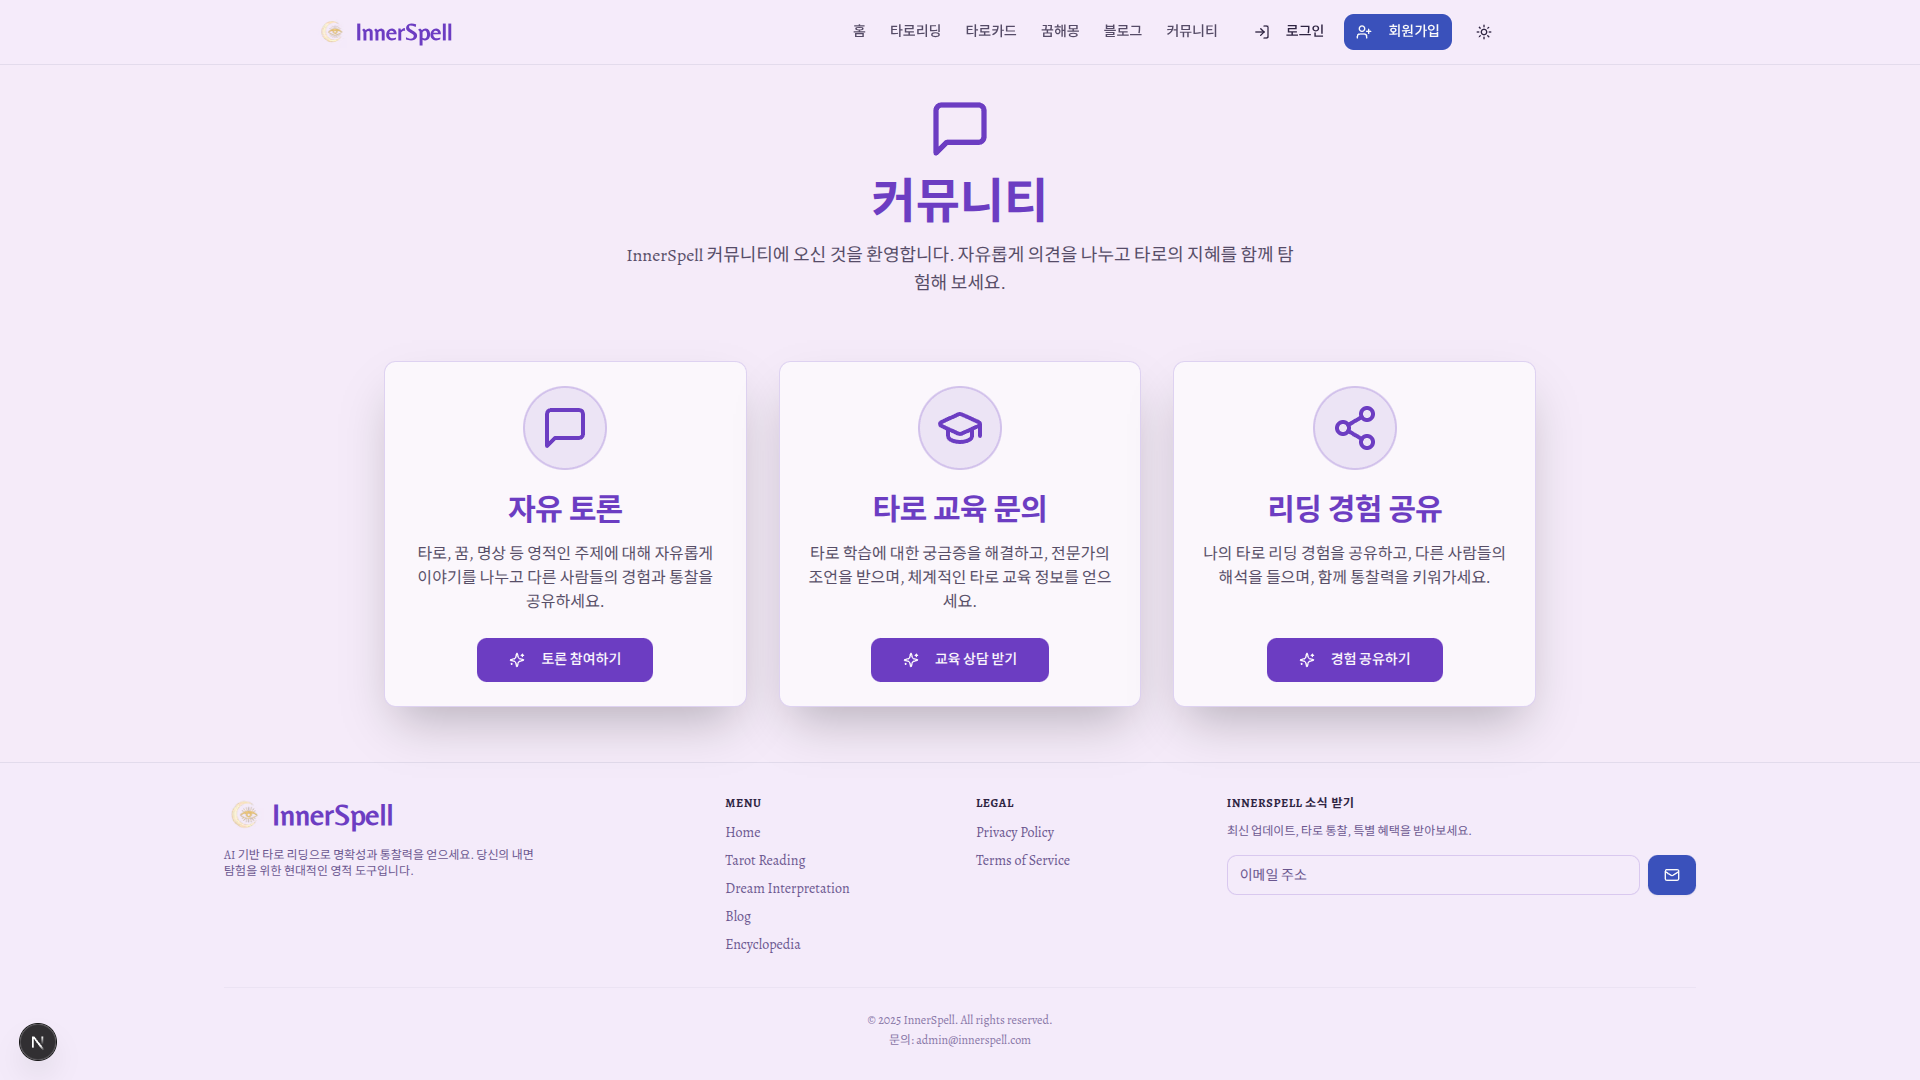 InnerSpell
홈
타로리딩
타로카드
꿈해몽
블로그
커뮤니티
로그인
회원가입
커뮤니티
InnerSpell 커뮤니티에 오신 것을 환영합니다. 자유롭게 의견을 나누고 타로의 지혜를 함께 탐
험해 보세요.
자유 토론
타로, 꿈, 명상 등 영적인 주제에 대해 자유롭게
이야기를 나누고 다른 사람들의 경험과 통찰을
공유하세요.
토론 참여하기
타로 교육 문의
타로 학습에 대한 궁금증을 해결하고, 전문가의
조언을 받으며, 체계적인 타로 교육 정보를 얻으
세요.
교육 상담 받기
리딩 경험 공유
나의 타로 리딩 경험을 공유하고, 다른 사람들의
해석을 들으며, 함께 통찰력을 키워가세요.
경험 공유하기
InnerSpell
AI 기반 타로 리딩으로 명확성과 통찰력을 얻으세요. 당신의 내면
탐험을 위한 현대적인 영적 도구입니다.
MENU
Home
Tarot Reading
Dream Interpretation
Blog
Encyclopedia
LEGAL
Privacy Policy
Terms of Service
INNERSPELL 소식 받기
최신 업데이트, 타로 통찰, 특별 혜택을 받아보세요.
이메일 주소
© 2025 InnerSpell. All rights reserved.
문의: admin@innerspell.com
N